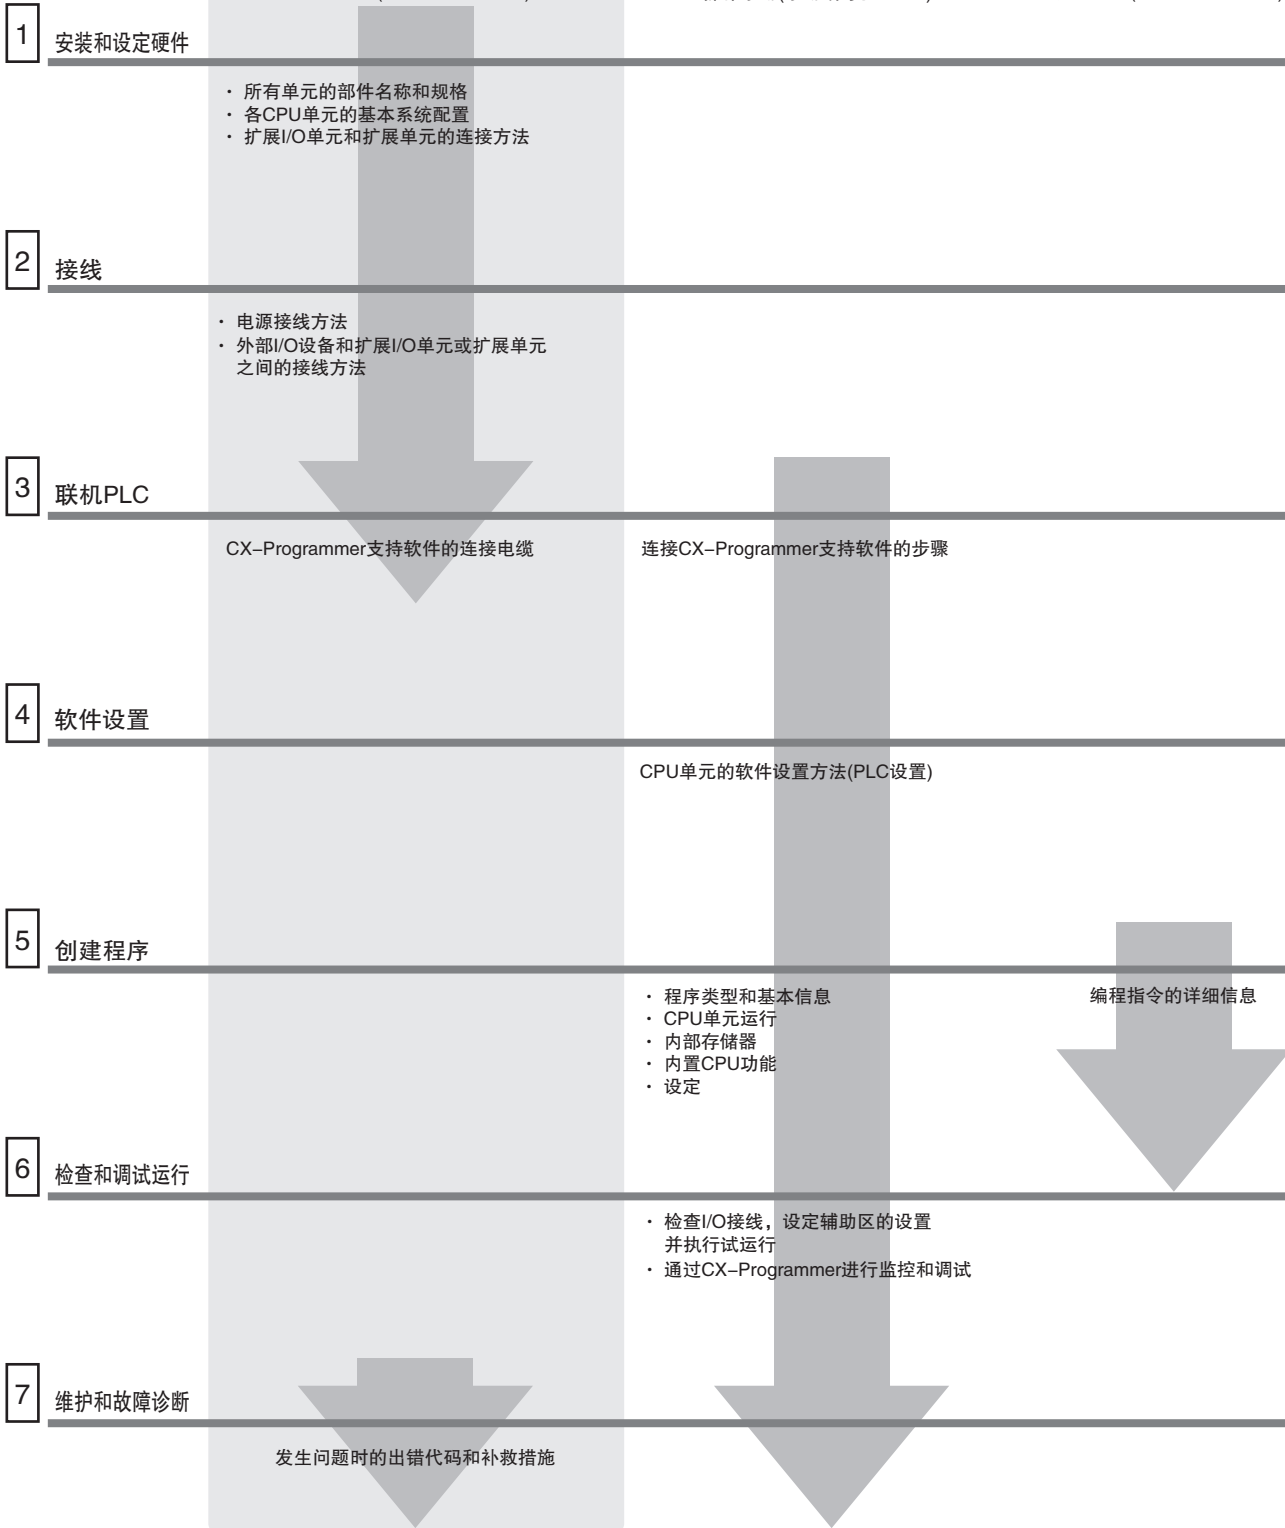 1
安装和设定硬件
· 所有单元的部件名称和规格
· 各CPU单元的基本系统配置
· 扩展I/O单元和扩展单元的连接方法
2
接线
· 电源接线方法
· 外部I/O设备和扩展I/O单元或扩展单元
之间的接线方法
3
联机PLC
CX-Programmer支持软件的连接电缆
连接CX-Programmer支持软件的步骤
4
软件设置
CPU单元的软件设置方法(PLC设置)
5
创建程序
· 程序类型和基本信息
· CPU单元运行
· 内部存储器
· 内置CPU功能
· 设定
编程指令的详细信息
6
检查和调试运行
· 检查I/O接线，设定辅助区的设置
并执行试运行
· 通过CX-Programmer进行监控和调试
7
维护和故障诊断
发生问题时的出错代码和补救措施